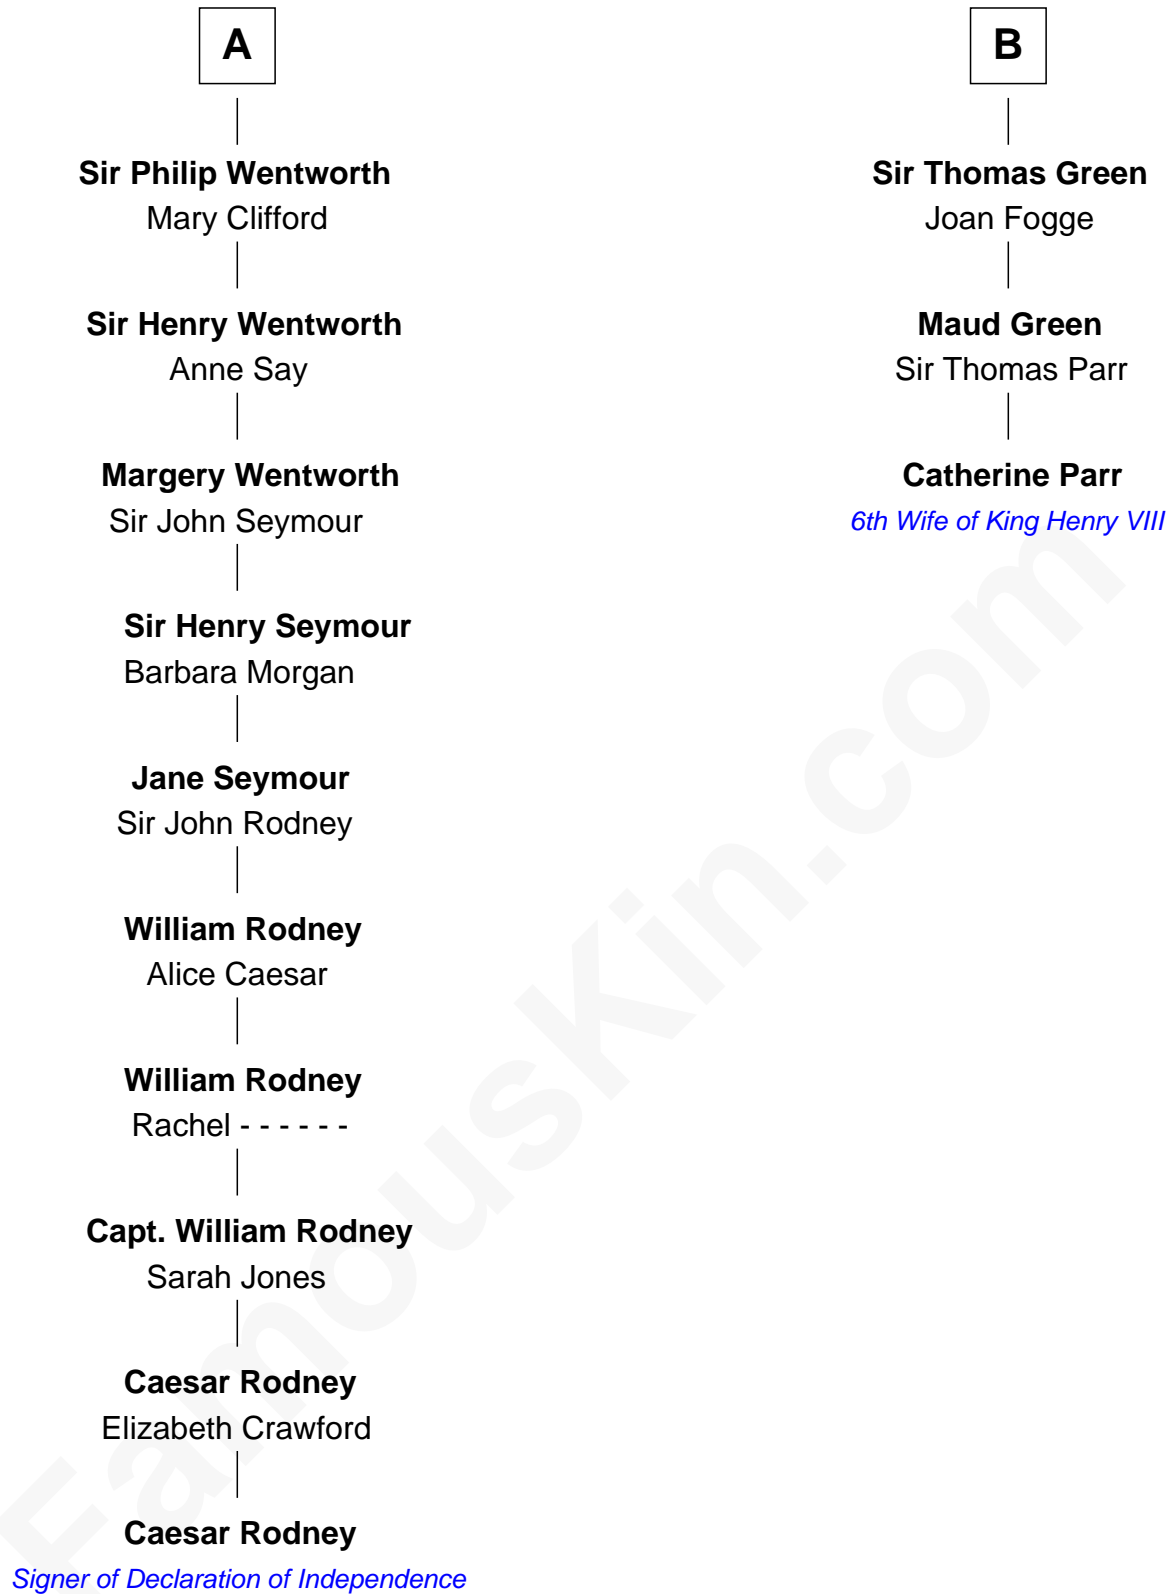 A
Sir Philip Wentworth
Mary Clifford
Sir Henry Wentworth
Anne Say
Margery Wentworth
Sir John Seymour
Sir Henry Seymour
Barbara Morgan
Jane Seymour
Sir John Rodney
William Rodney
Alice Caesar
William Rodney
Rachel - - - - - -
Capt. William Rodney
Sarah Jones
Caesar Rodney
Elizabeth Crawford
Caesar Rodney
Signer of Declaration of Independence
B
Sir Thomas Green
Joan Fogge
Maud Green
Sir Thomas Parr
Catherine Parr
6th Wife of King Henry VIII
FamousKin.com